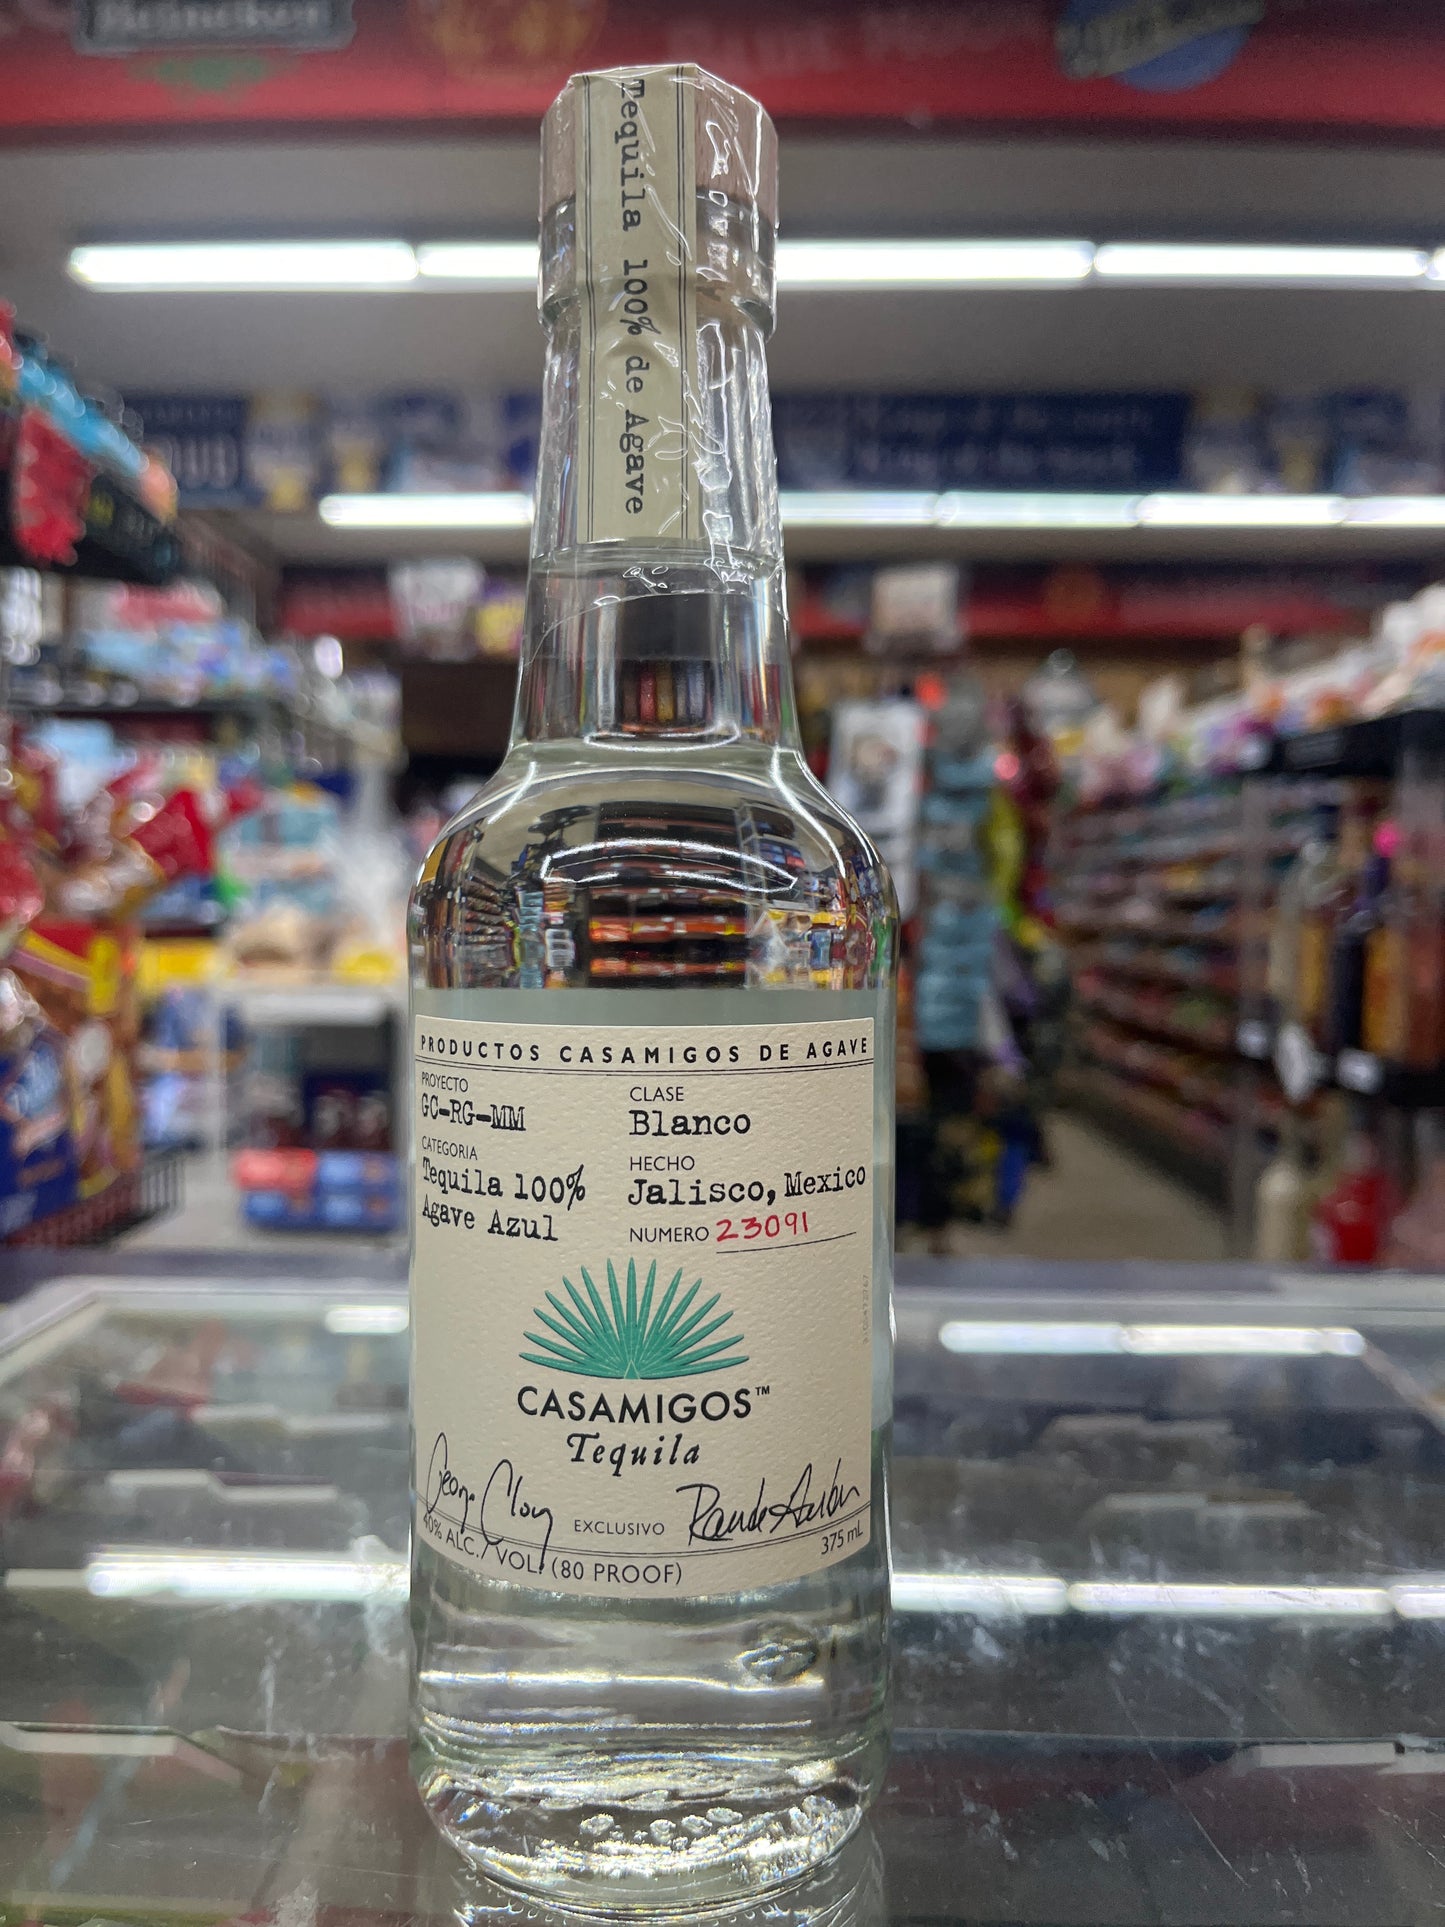 Heineken
Tequila 100% de Agave
PRODUCTOS CASAMIGOS DE AGAVE
PROYECTO
GC-RG-MM
CATEGORIA
Tequila 100%
Agave Azul
CLASE
Blanco
HECHO
Jalisco, Mexico
NUMERO 23091
CASAMIGOS™
Tequila
EXCLUSIVO
40% ALC./VOL. (80 PROOF)
375 mL